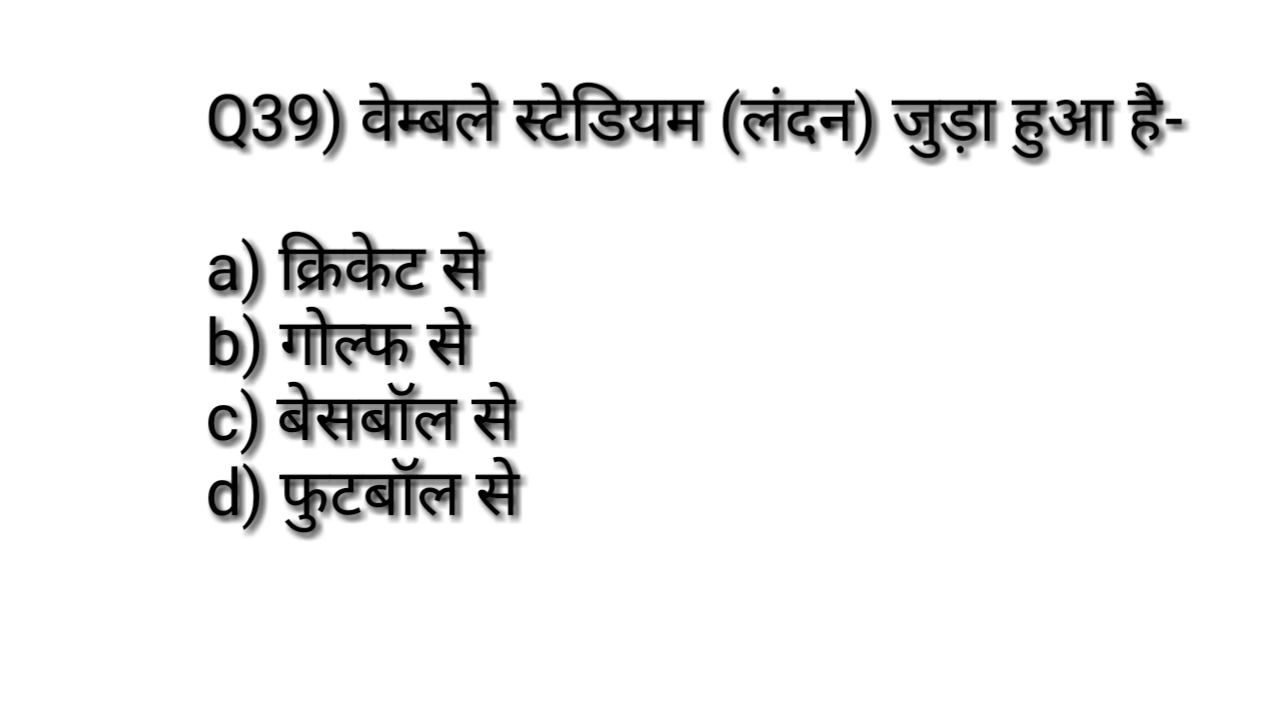 Q39) वेम्बले स्टेडियम (लंदन) जुड़ा हुआ है-
a) क्रिकेट से
b) गोल्फ से
c) बेसबॉल से
d) फुटबॉल से